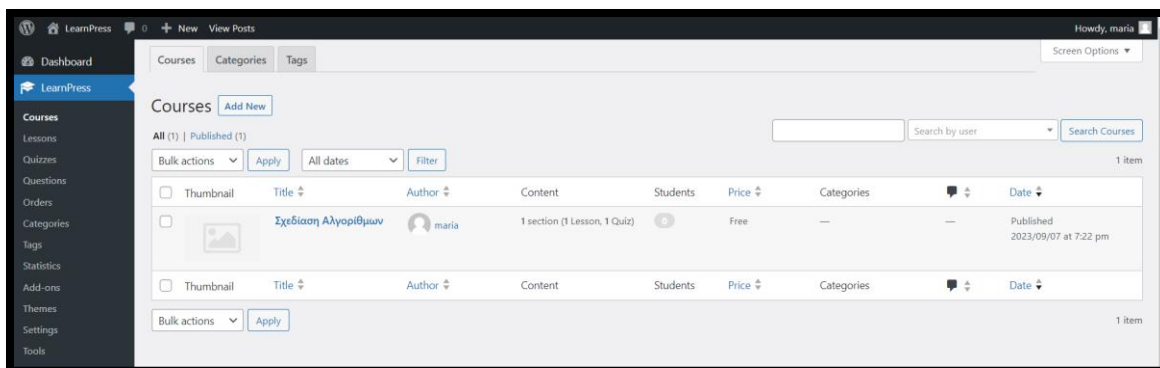 LearnPress 0 + New View Posts Howdy, maria
Screen Options
Dashboard
LearnPress
Courses
Lessons
Quizzes
Questions
Orders
Categories
Tags
Statistics
Add-ons
Themes
Settings
Tools
Courses Categories Tags
Courses Add New
All (1) | Published (1)
Search by user Search Courses
Bulk actions Apply All dates Filter 1 item
Thumbnail Title Author Content Students Price Categories Date
Σχεδίαση Αλγορίθμων maria 1 section (1 Lesson, 1 Quiz) 0 Free — — Published
2023/09/07 at 7:22 pm
Thumbnail Title Author Content Students Price Categories Date
Bulk actions Apply 1 item